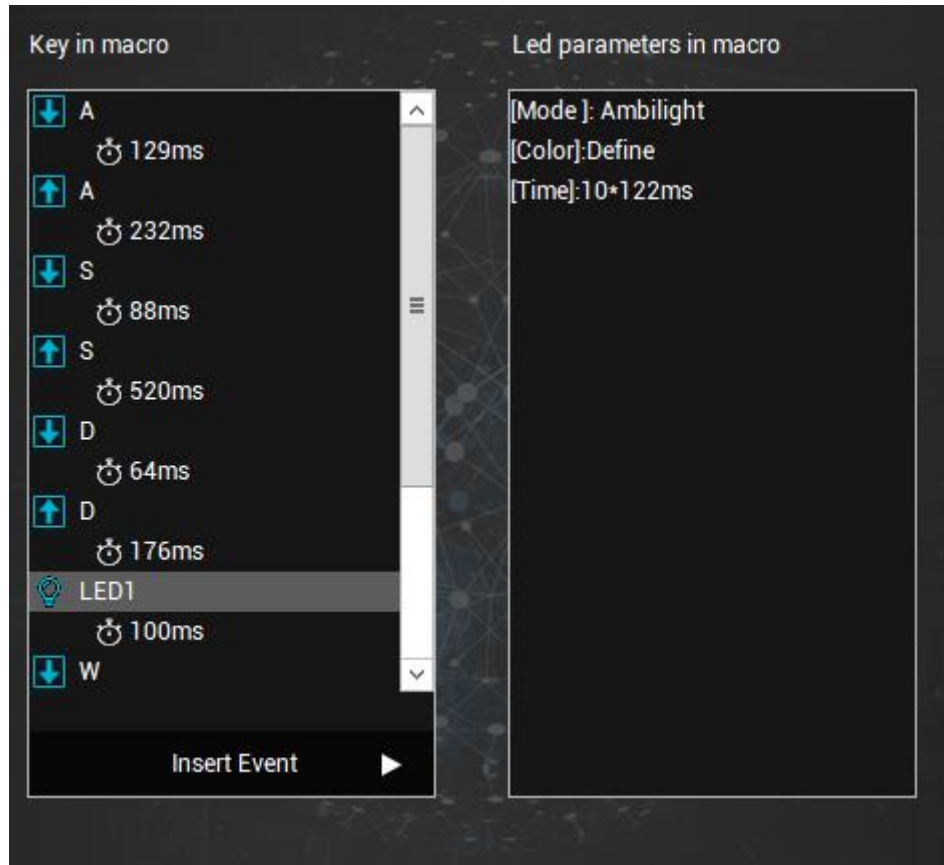 Key in macro
A
129ms
A
232ms
S
88ms
S
520ms
D
64ms
D
176ms
LED1
100ms
W
Insert Event
Led parameters in macro
[Mode ]: Ambilight
[Color]:Define
[Time]:10*122ms